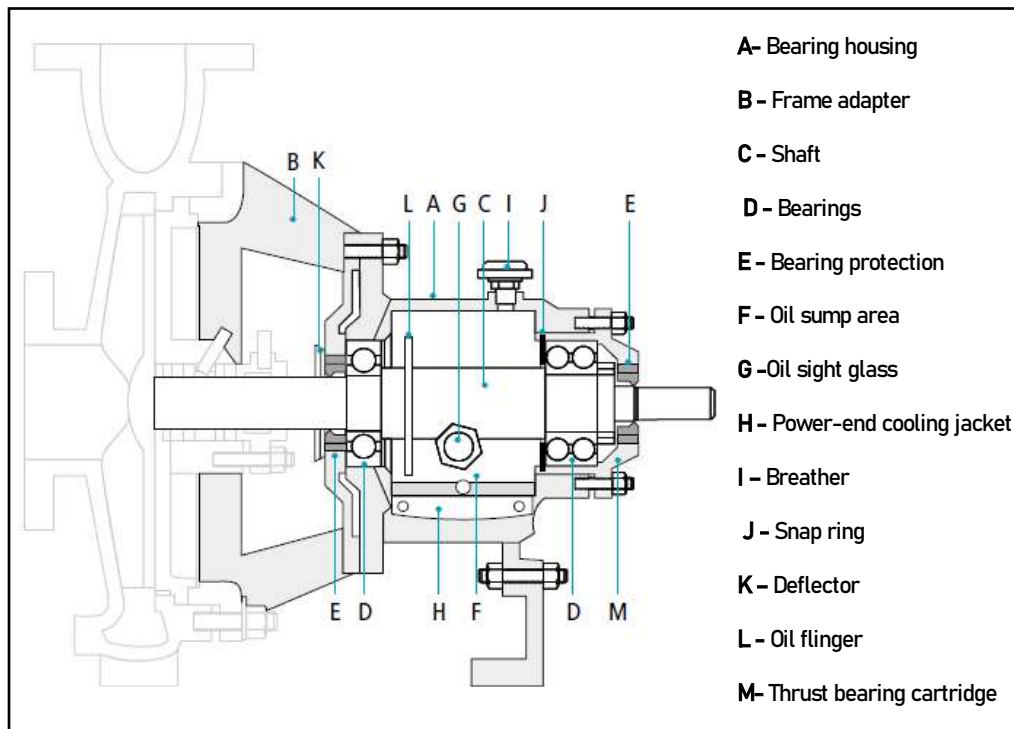 A- Bearing housing
B - Frame adapter
C - Shaft
D - Bearings
E - Bearing protection
F - Oil sump area
G -Oil sight glass
H - Power-end cooling jacket
I - Breather
J - Snap ring
K - Deflector
L - Oil flinger
M- Thrust bearing cartridge
B K
L A G C I J E
E D H F D M